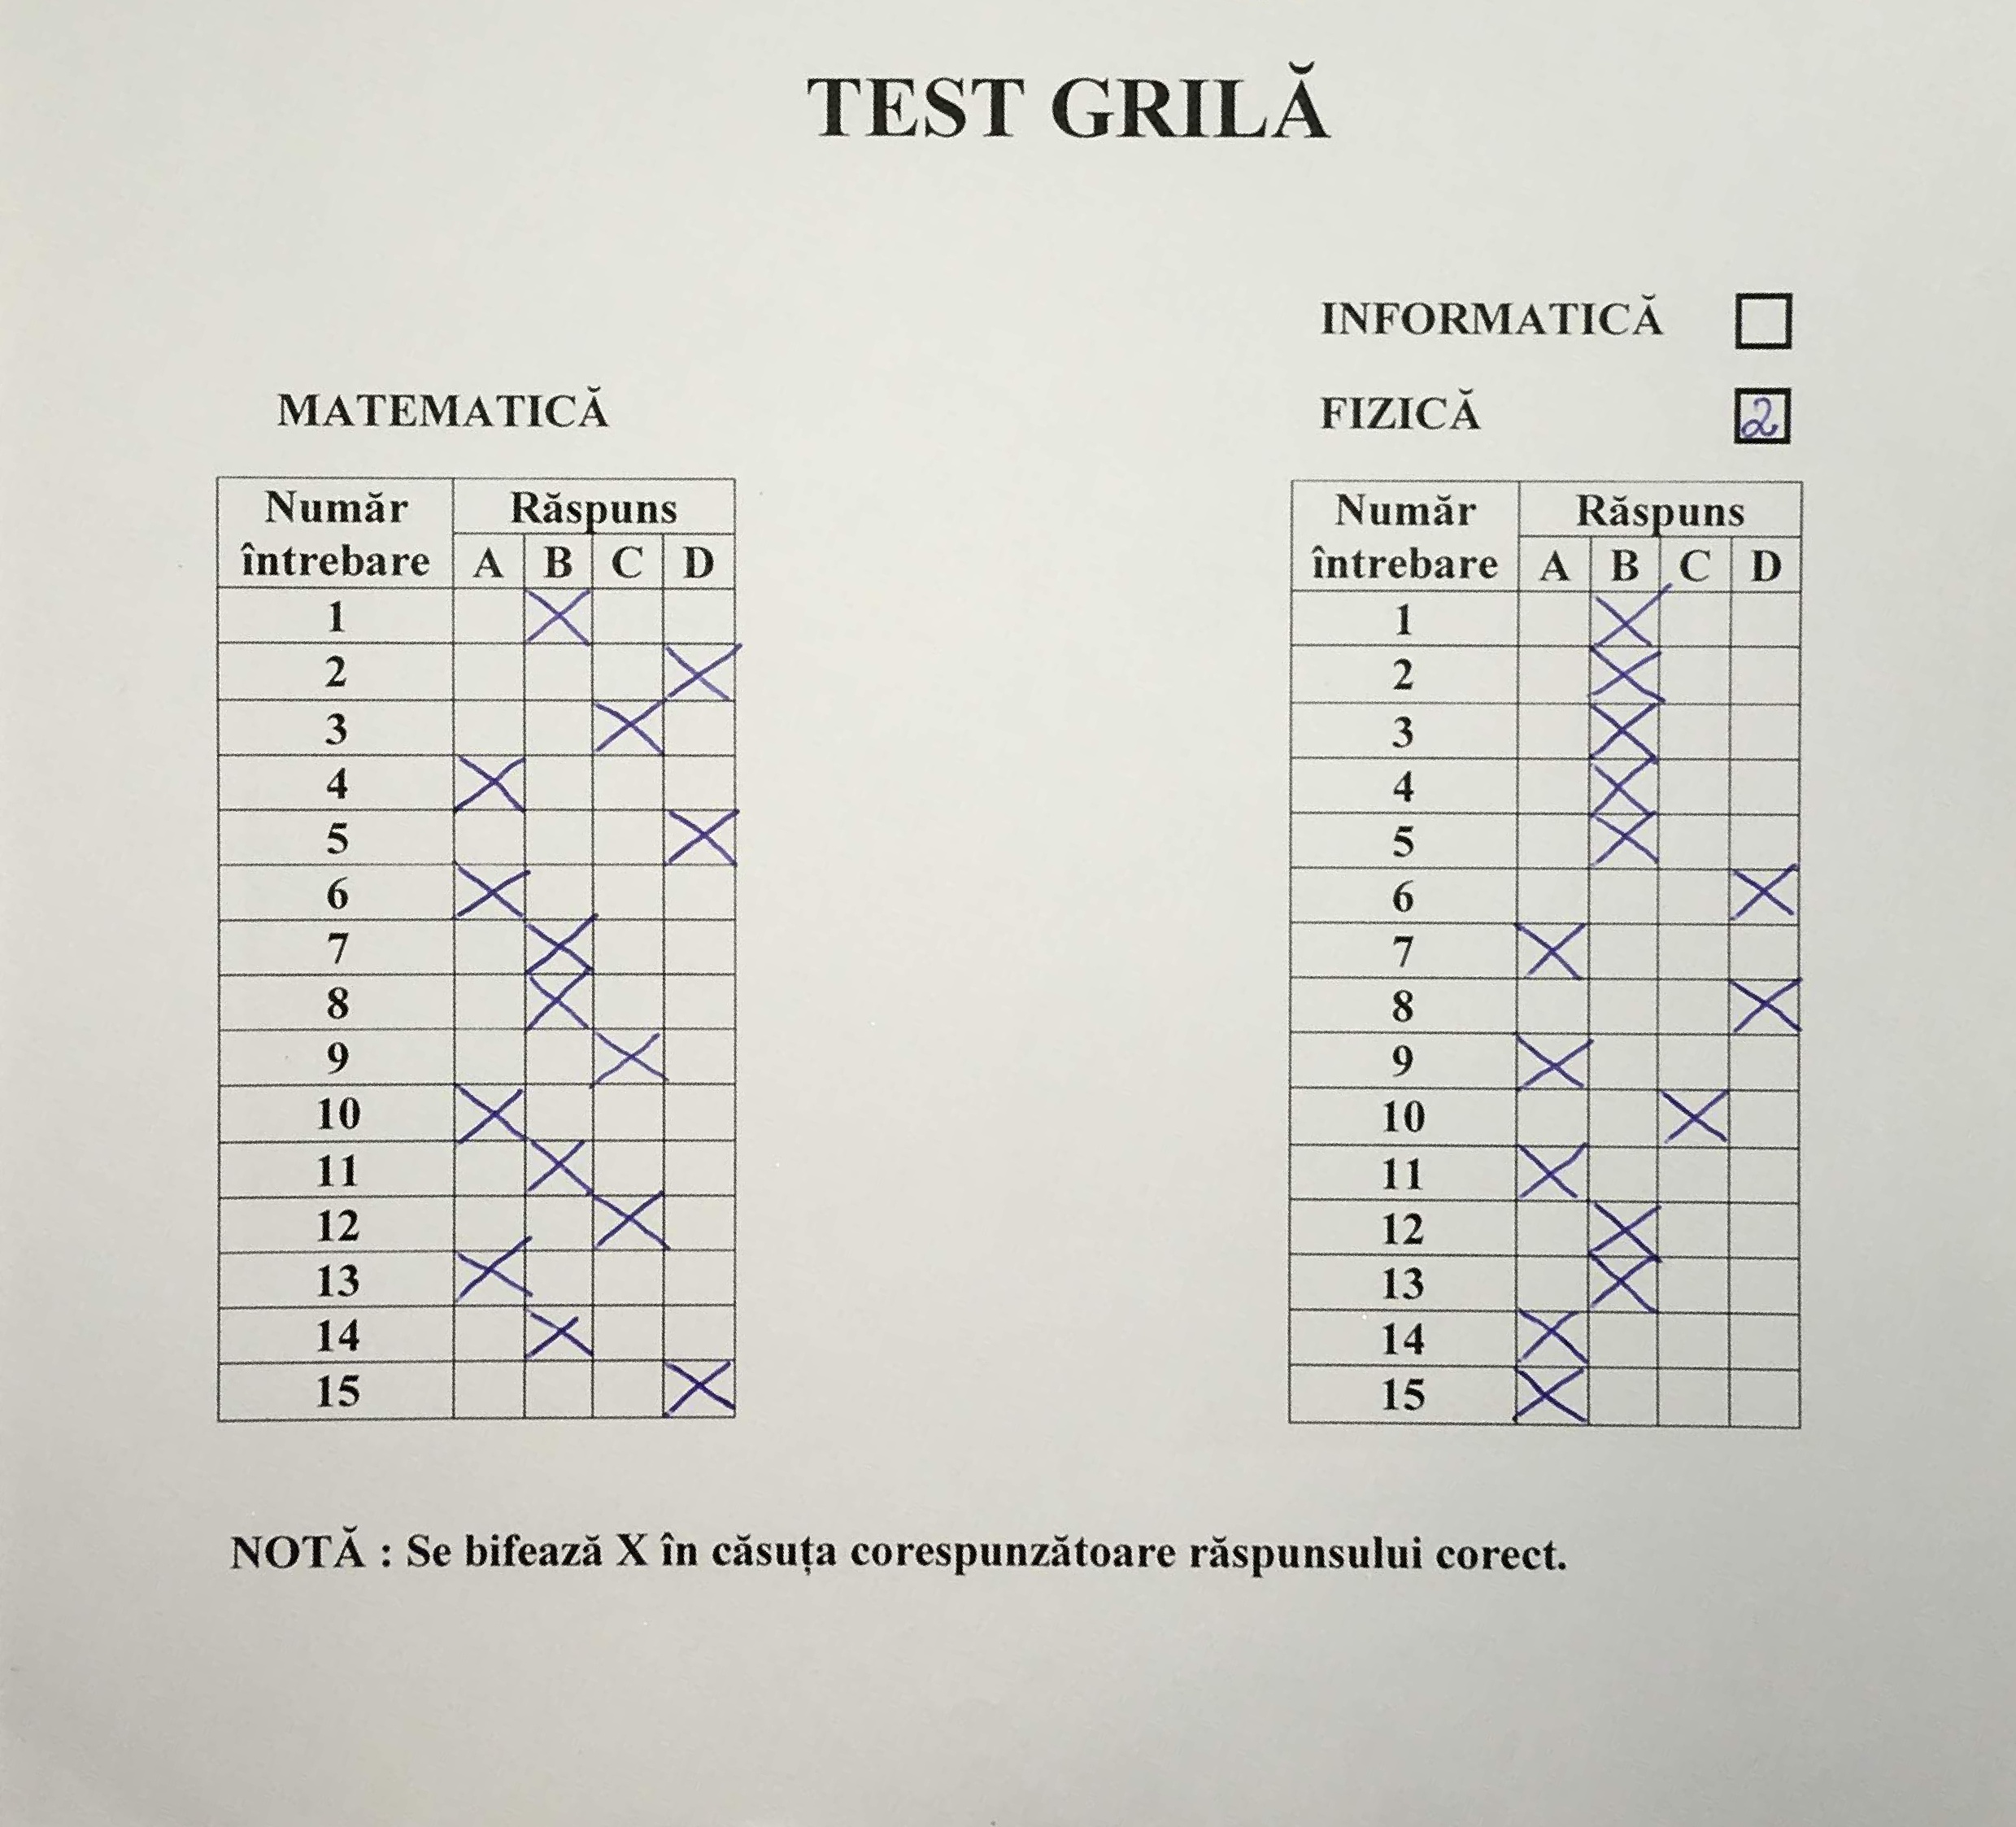 TEST GRILĂ
INFORMATICĂ
FIZICĂ 2
MATEMATICĂ
Număr întrebare Răspuns
A B C D
1 X
2 X
3 X
4 X
5 X
6 X
7 X
8 X
9 X
10 X
11 X
12 X
13 X
14 X
15 X
Număr întrebare Răspuns
A B C D
1 X
2 X
3 X
4 X
5 X
6 X
7 X
8 X
9 X
10 X
11 X
12 X
13 X
14 X
15 X
NOTĂ : Se bifează X în căsuța corespunzătoare răspunsului corect.